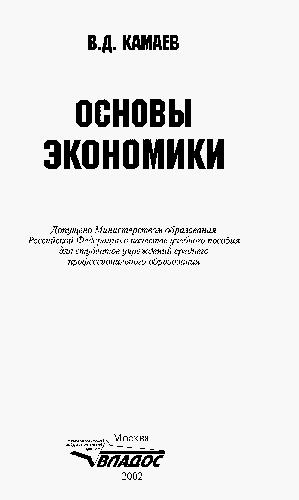 В.Д. КАМАЕВ
ОСНОВЫ
ЭКОНОМИКИ
Допущено Министерством образования
Российской Федерации в качестве учебного пособия
для студентов учреждений среднего
профессионального образования
Москва
ВЛАДОС
2002